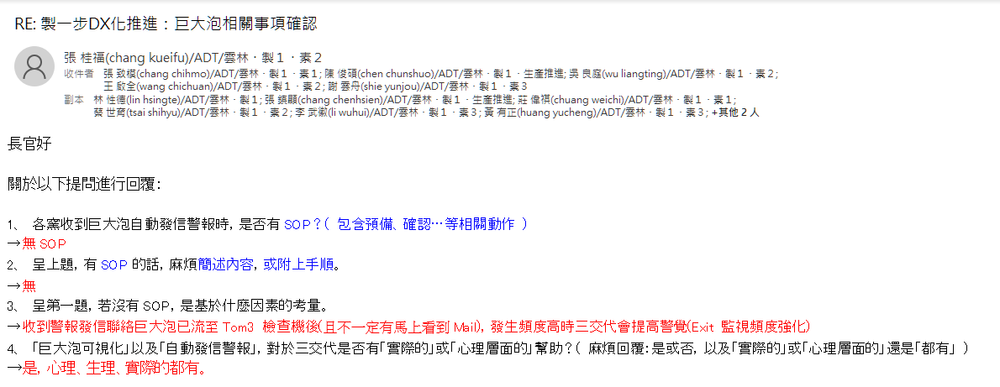 RE: 製一步DX化推進：巨大泡相關事項確認
張 桂福(chang kueifu)/ADT/雲林．製１．素２
收件者 張 致模(chang chihmo)/ADT/雲林．製１．素１; 陳 俊碩(chen chunshuo)/ADT/雲林．製１．生產推進; 吳 良庭(wu liangting)/ADT/雲林．製１．素２;
王 啟全(wang chichuan)/ADT/雲林．製１．素２; 謝 雲舟(shie yunjou)/ADT/雲林．製１．素３
副本 林 性德(lin hsingte)/ADT/雲林．製１; 張 鎮顯(chang chenhsien)/ADT/雲林．製１．生產推進; 莊 偉祺(chuang weichi)/ADT/雲林．製１．素１;
蔡 世育(tsai shihyu)/ADT/雲林．製１．素２; 李 武徽(li wuhui)/ADT/雲林．製１．素３; 黃 有正(huang yucheng)/ADT/雲林．製１．素３; +其他 2 人
長官好
關於以下提問進行回覆：
1、 各窯收到巨大泡自動發信警報時，是否有 SOP？（ 包含預備、確認…等相關動作 ）
→無 SOP
2、 呈上題，有 SOP 的話，麻煩簡述內容，或附上手順。
→無
3、 呈第一題，若沒有 SOP，是基於什麼因素的考量。
→收到警報發信聯絡巨大泡已流至 Tom3 檢查機後(且不一定有馬上看到 Mail)，發生頻度高時三交代會提高警覺(Exit 監視頻度強化)
4、 「巨大泡可視化」以及「自動發信警報」，對於三交代是否有「實際的」或「心理層面的」幫助？（ 麻煩回覆：是或否，以及「實際的」或「心理層面的」還是「都有」 ）
→是，心理、生理、實際的都有。